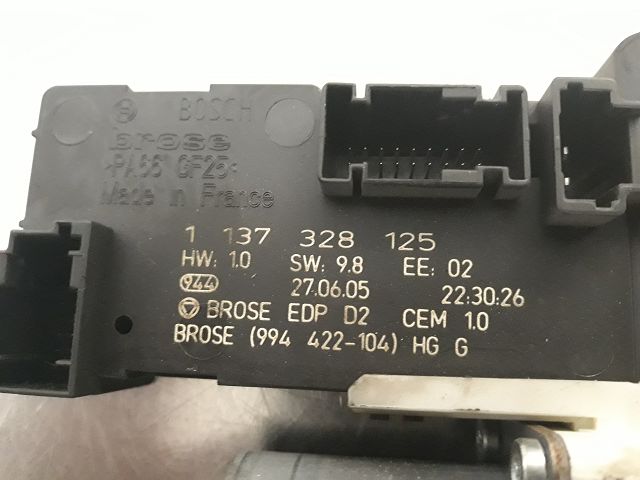 BOSCH
brose
>PA66 GF25<
Made in France
1 137 328 125
HW: 1.0 SW: 9.8 EE: 02
944 27.06.05 22:30:26
BROSE EDP D2 CEM 1.0
BROSE (994 422-104) HG G